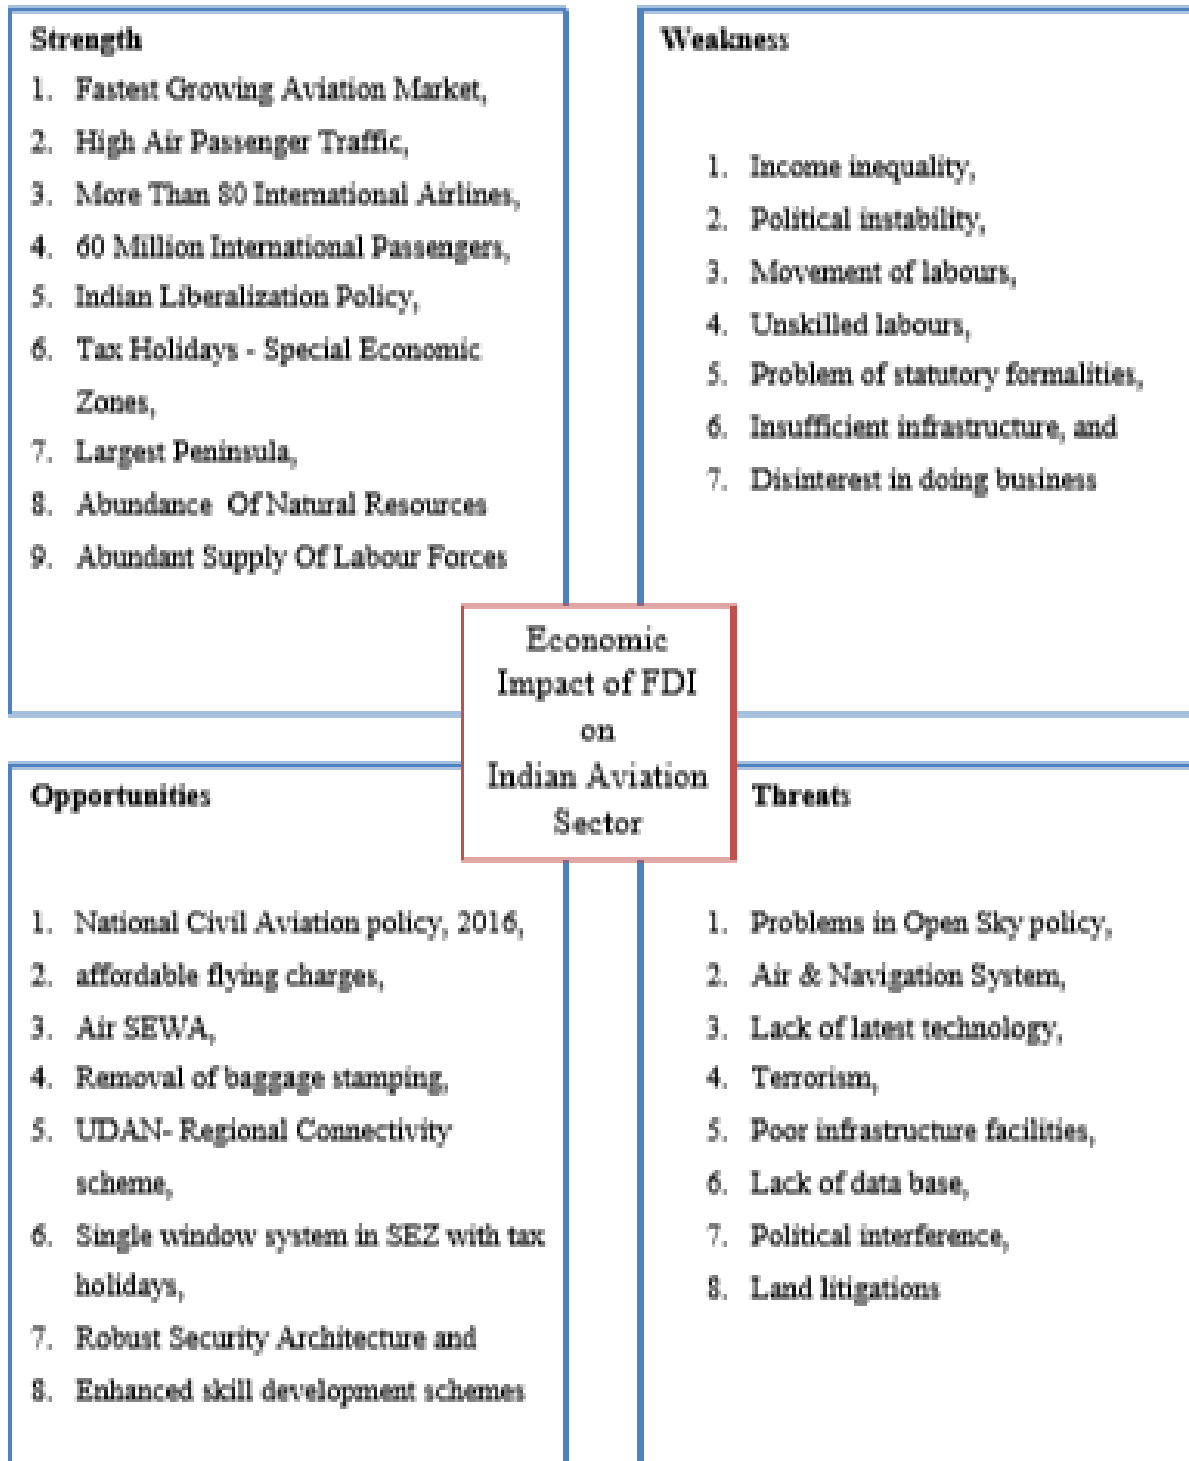 Strength
1. Fastest Growing Aviation Market,
2. High Air Passenger Traffic,
3. More Than 80 International Airlines,
4. 60 Million International Passengers,
5. Indian Liberalization Policy,
6. Tax Holidays - Special Economic
Zones,
7. Largest Peninsula,
8. Abundance Of Natural Resources
9. Abundant Supply Of Labour Forces
Weakness
1. Income inequality,
2. Political instability,
3. Movement of labours,
4. Unskilled labours,
5. Problem of statutory formalities,
6. Insufficient infrastructure, and
7. Disinterest in doing business
Economic
Impact of FDI
on
Indian Aviation
Sector
Opportunities
1. National Civil Aviation policy, 2016,
2. affordable flying charges,
3. Air SEWA,
4. Removal of baggage stamping,
5. UDAN- Regional Connectivity
scheme,
6. Single window system in SEZ with tax
holidays,
7. Robust Security Architecture and
8. Enhanced skill development schemes
Threats
1. Problems in Open Sky policy,
2. Air & Navigation System,
3. Lack of latest technology,
4. Terrorism,
5. Poor infrastructure facilities,
6. Lack of data base,
7. Political interference,
8. Land litigations